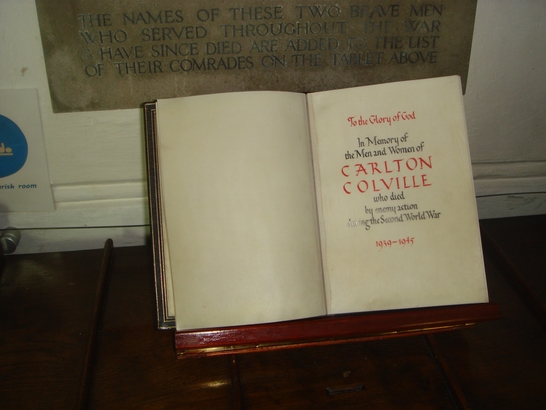 THE NAMES OF THESE TWO BRAVE MEN
WHO SERVED THROUGHOUT THE WAR
HAVE SINCE DIED ARE ADDED TO THE LIST
OF THEIR COMRADES ON THE TABLET ABOVE
arish room
To the Glory of God
In Memory of
the Men and Women of
CARLTON
COLVILLE
who died
by enemy action
during the Second World War
1939-1945